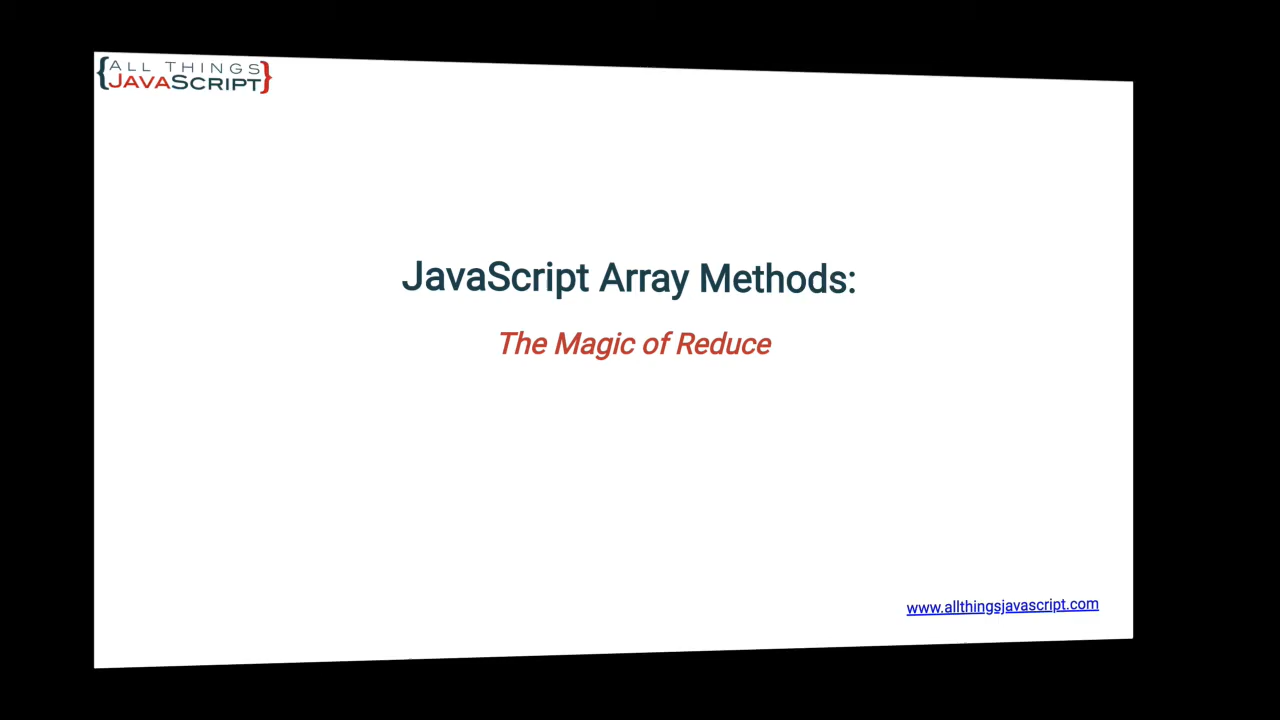 {ALL THINGS
JAVASCRIPT}
JavaScript Array Methods:
The Magic of Reduce
www.allthingsjavascript.com